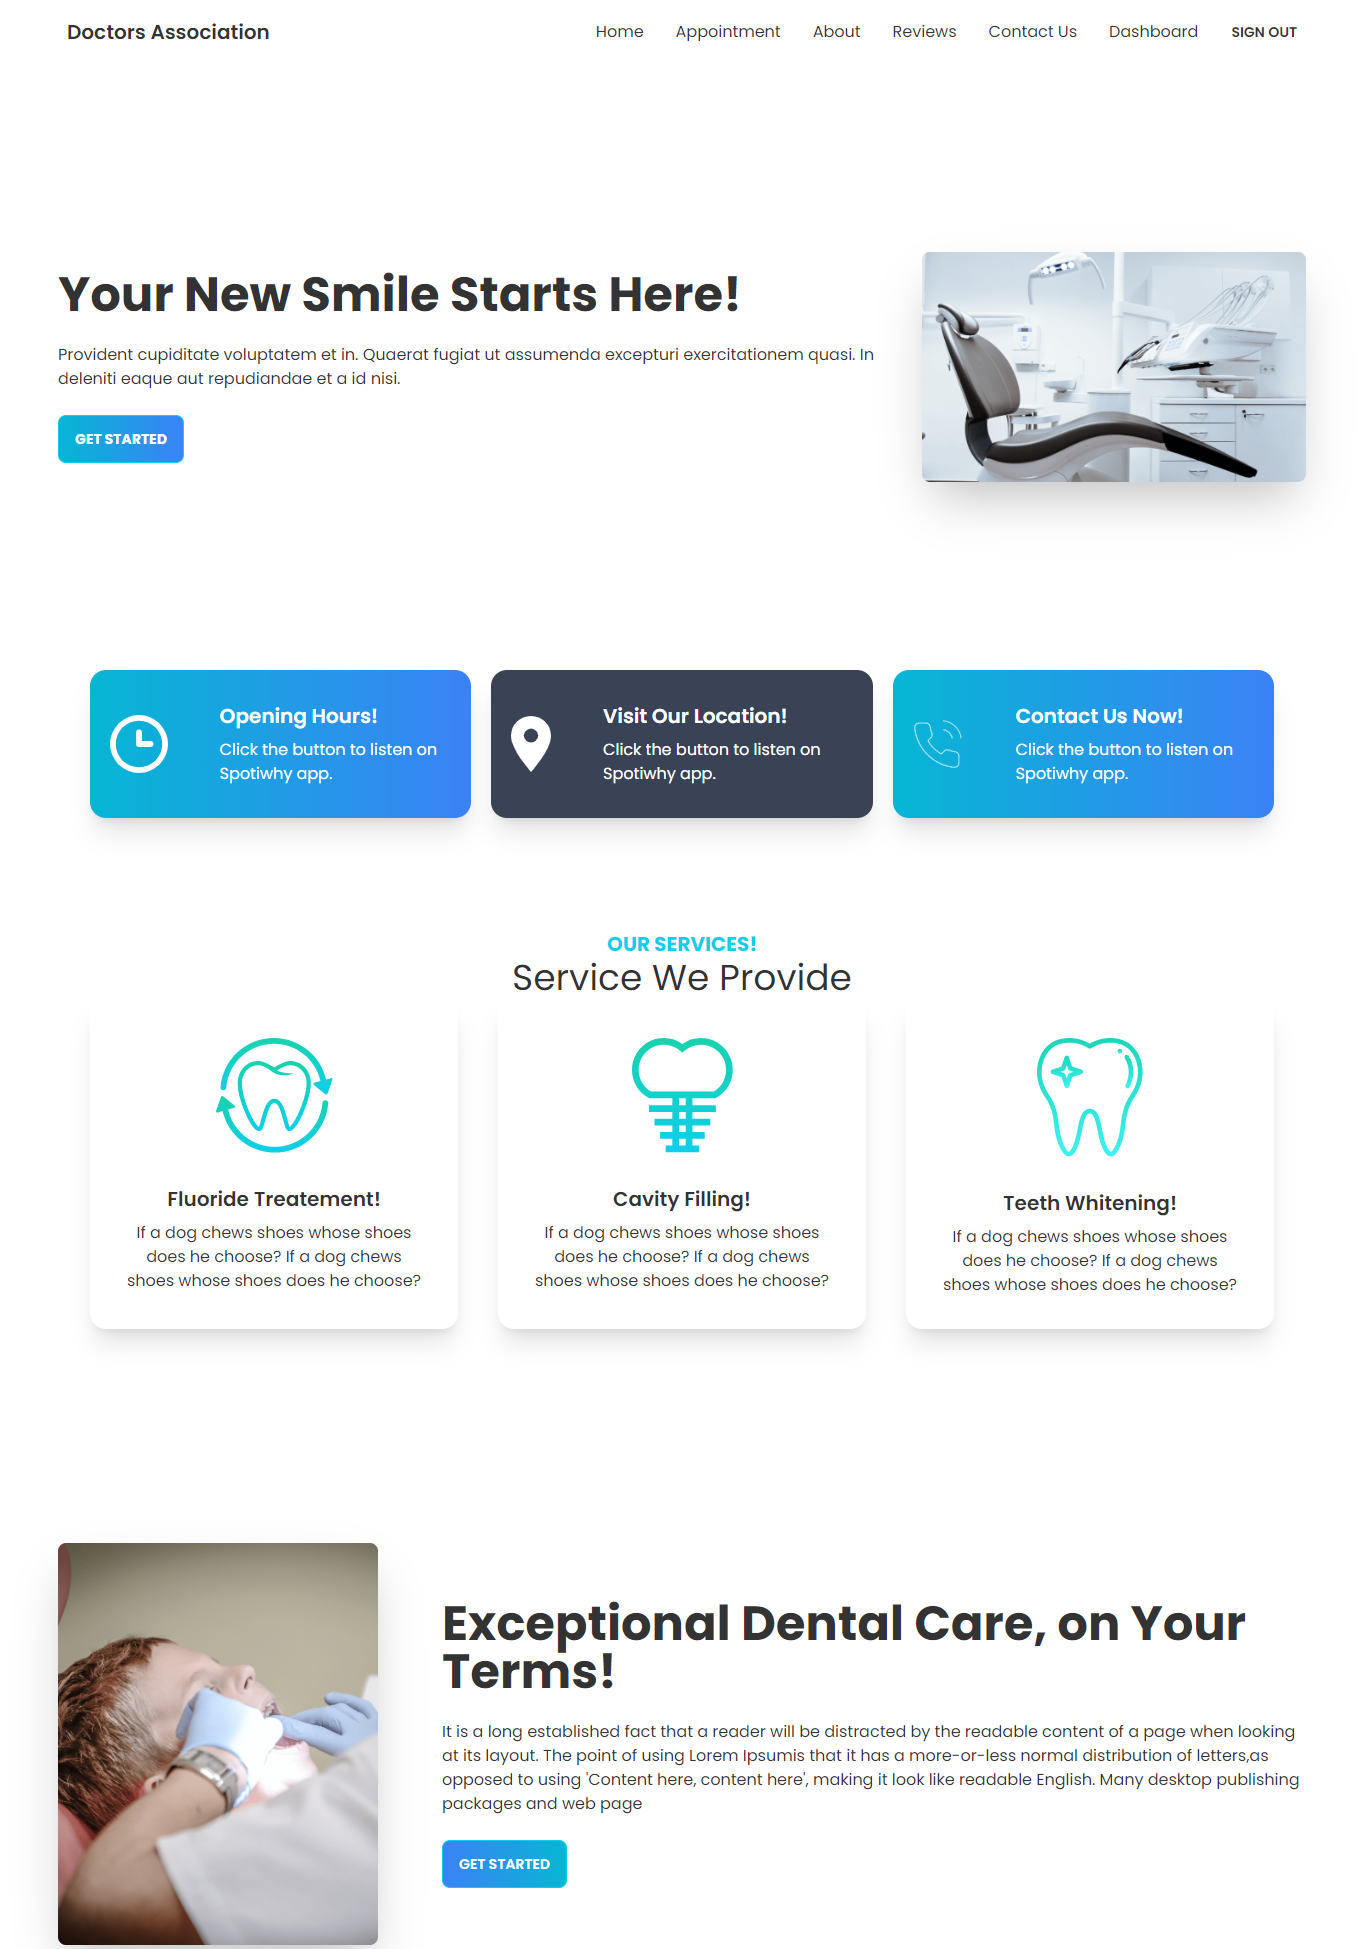 Doctors Association
Home Appointment About Reviews Contact Us Dashboard SIGN OUT
Your New Smile Starts Here!
Provident cupiditate voluptatem et in. Quaerat fugiat ut assumenda excepturi exercitationem quasi. In
deleniti eaque aut repudiandae et a id nisi.
GET STARTED
Opening Hours!
Click the button to listen on
Spotiwhy app.
Visit Our Location!
Click the button to listen on
Spotiwhy app.
Contact Us Now!
Click the button to listen on
Spotiwhy app.
OUR SERVICES!
Service We Provide
Fluoride Treatement!
If a dog chews shoes whose shoes
does he choose? If a dog chews
shoes whose shoes does he choose?
Cavity Filling!
If a dog chews shoes whose shoes
does he choose? If a dog chews
shoes whose shoes does he choose?
Teeth Whitening!
If a dog chews shoes whose shoes
does he choose? If a dog chews
shoes whose shoes does he choose?
Exceptional Dental Care, on Your
Terms!
It is a long established fact that a reader will be distracted by the readable content of a page when looking
at its layout. The point of using Lorem Ipsumis that it has a more-or-less normal distribution of letters,as
opposed to using 'Content here, content here', making it look like readable English. Many desktop publishing
packages and web page
GET STARTED